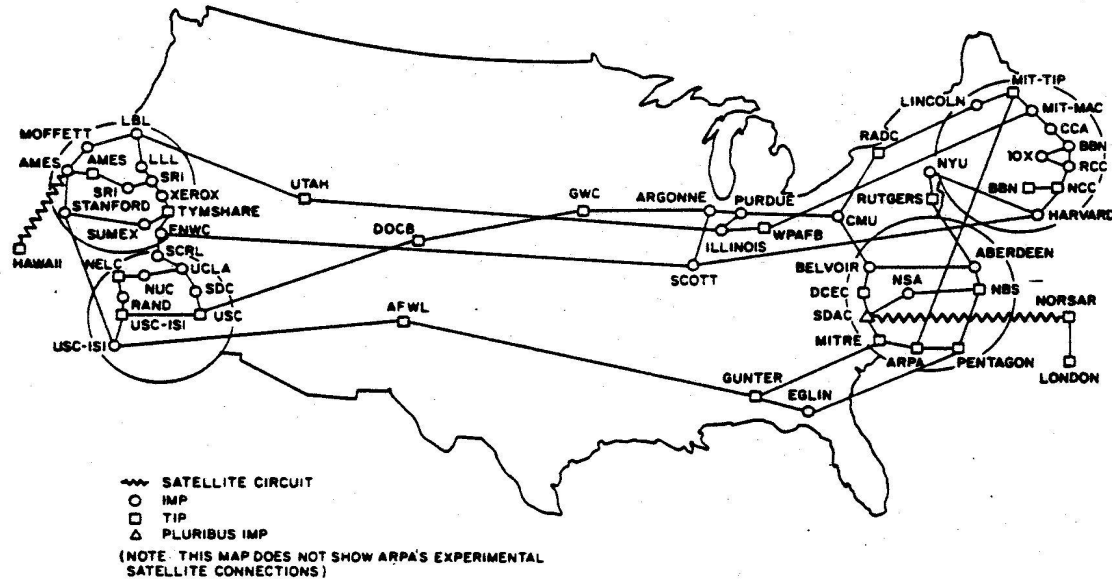 MIT-TIP
LINCOLN
MIT-MAC
MOFFETT
LBL
CCA
RADC
AMES
AMES
LLL
BBN
10X
NYU
SRI
RCC
SRI
XEROX
UTAH
BBN
NCC
STANFORD
GWC
ARGONNE
PURDUE
RUTGERS
TYMSHARE
HARVARD
SUMEX
FNWC
DOCB
CMU
WPAFB
ILLINOIS
HAWAII
SCRL
ABERDEEN
NELC
UCLA
SCOTT
BELVOIR
NUC
NSA
SDC
DCEC
NBS
RAND
NORSAR
AFWL
SDAC
USC-ISI
USC
MITRE
USC-ISI
ARPA
PENTAGON
LONDON
GUNTER
EGLIN
SATELLITE CIRCUIT
IMP
TIP
PLURIBUS IMP
(NOTE: THIS MAP DOES NOT SHOW ARPA'S EXPERIMENTAL
SATELLITE CONNECTIONS)